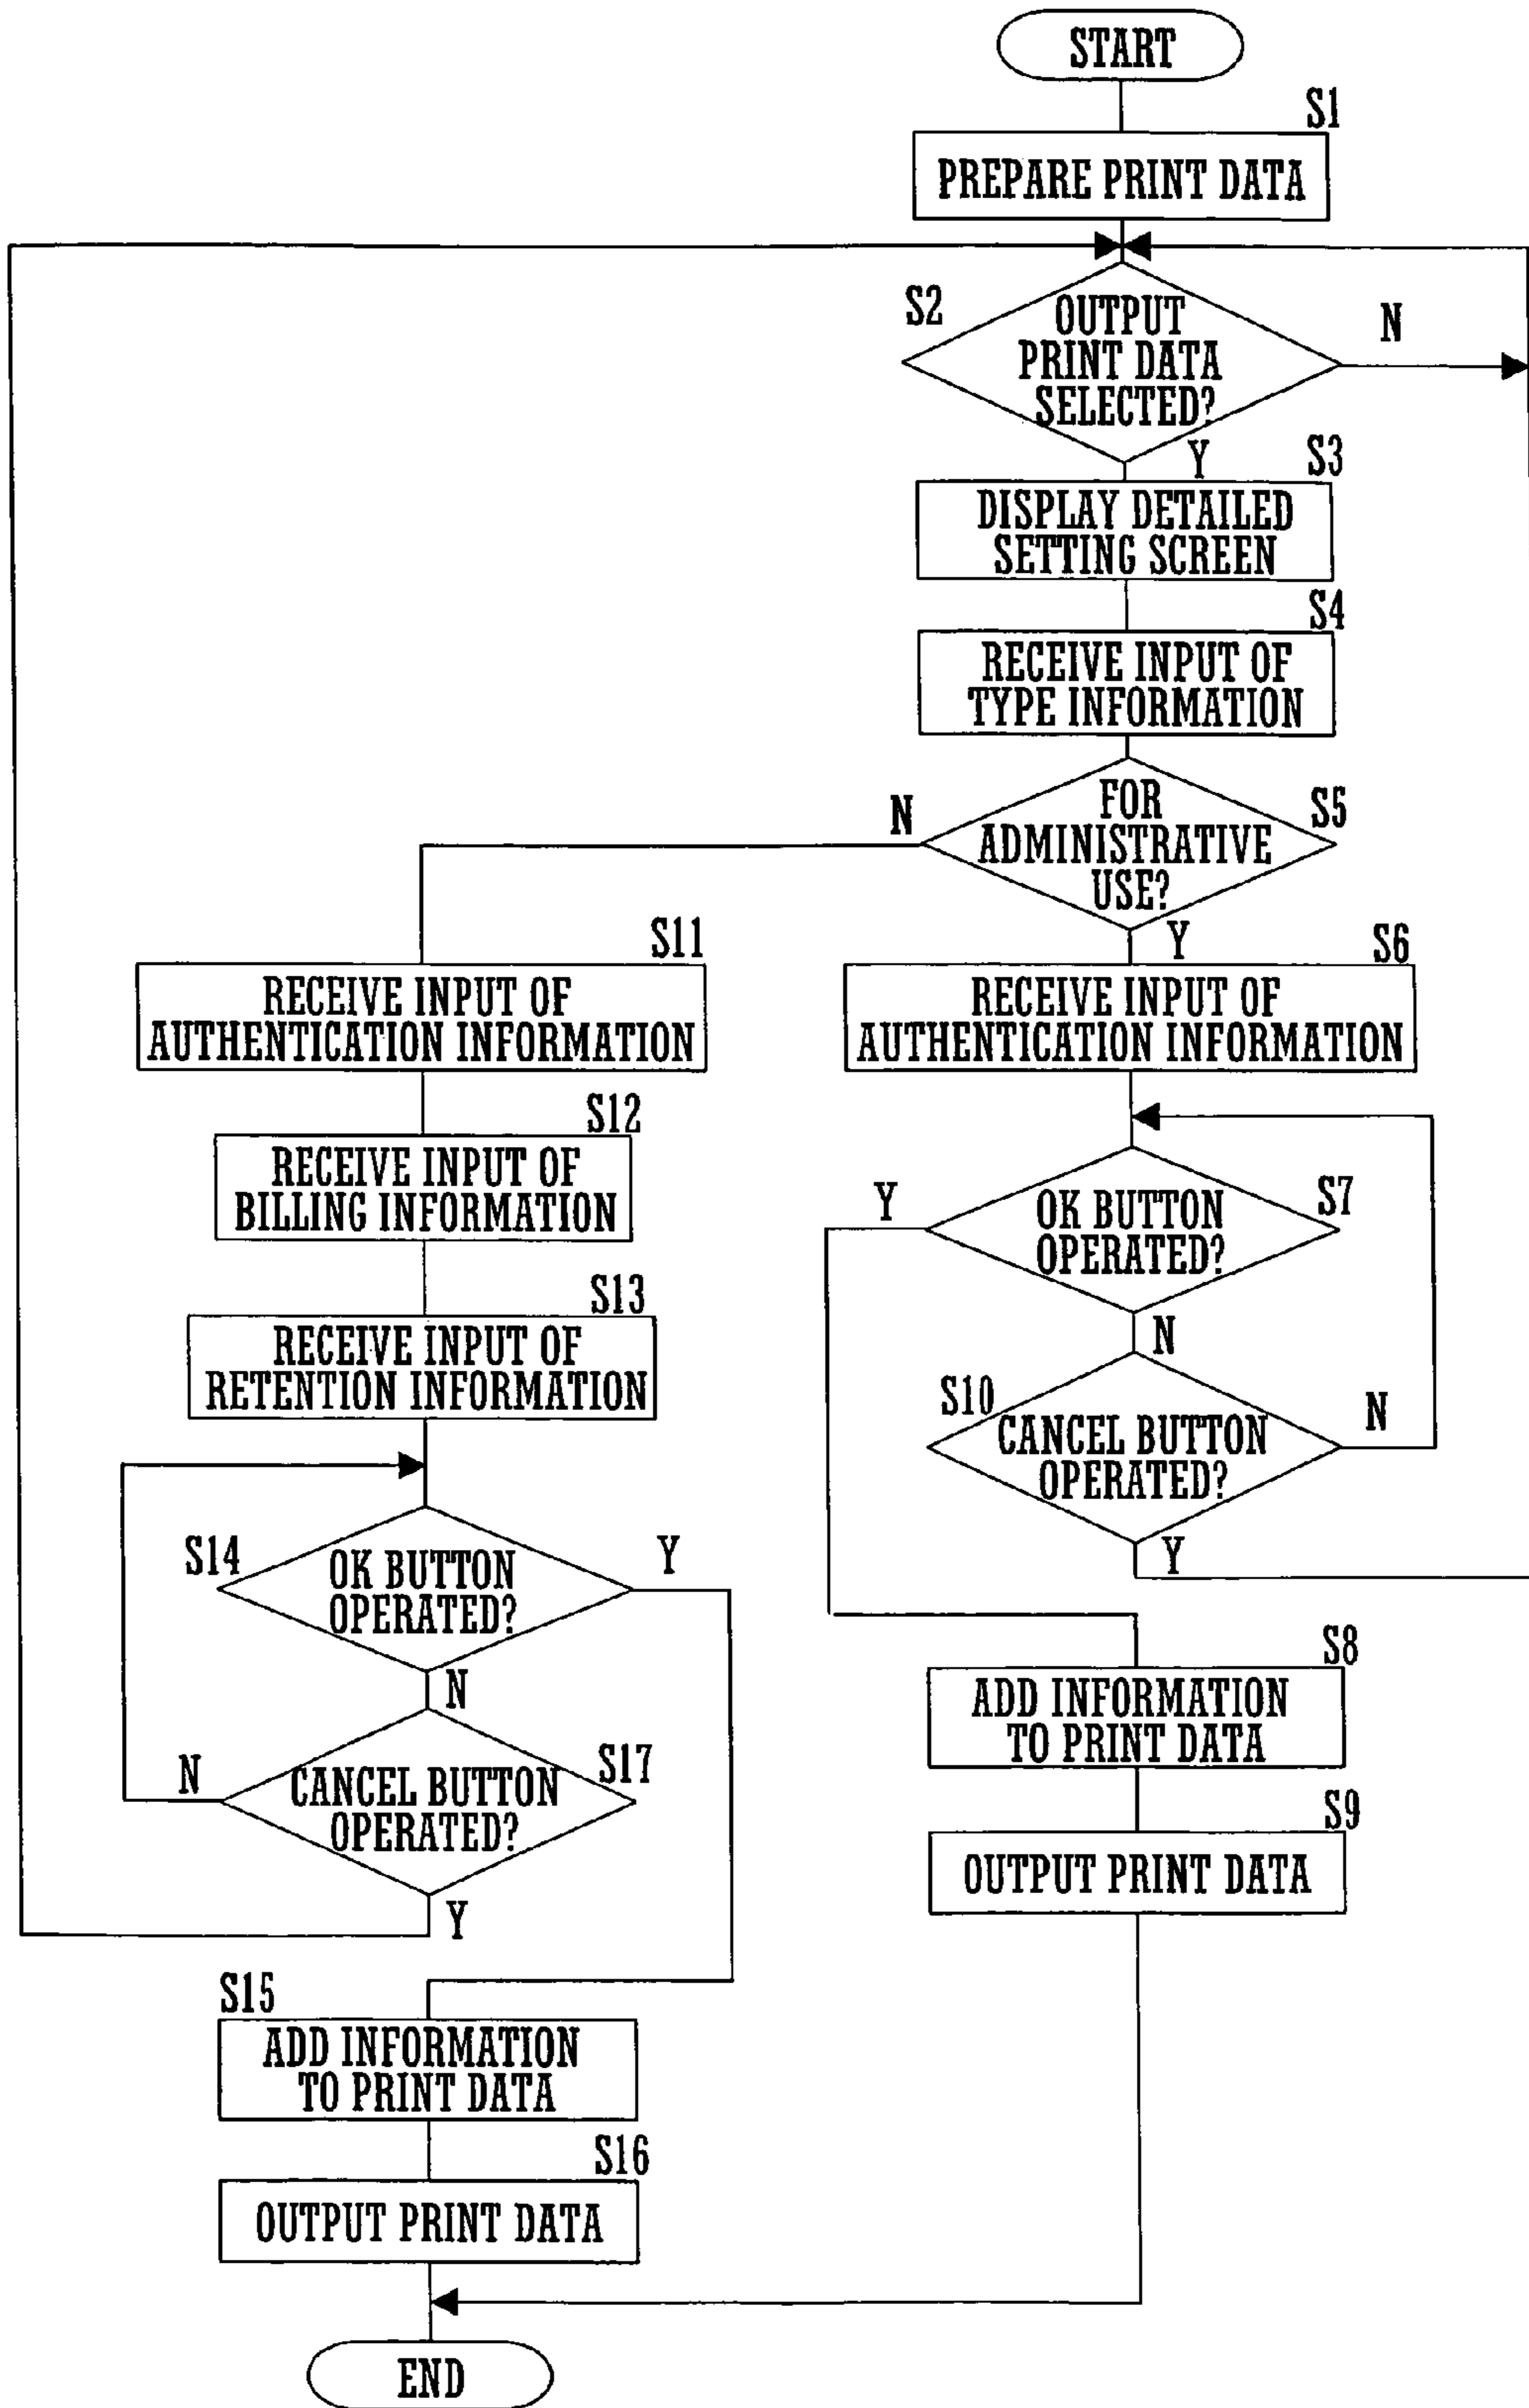 START
S1
PREPARE PRINT DATA
S2
OUTPUT
PRINT DATA
SELECTED?
N
Y
S3
DISPLAY DETAILED
SETTING SCREEN
S4
RECEIVE INPUT OF
TYPE INFORMATION
S5
FOR
ADMINISTRATIVE
USE?
N
Y
S6
RECEIVE INPUT OF
AUTHENTICATION INFORMATION
S7
OK BUTTON
OPERATED?
Y
N
S10
CANCEL BUTTON
OPERATED?
N
Y
S8
ADD INFORMATION
TO PRINT DATA
S9
OUTPUT PRINT DATA
S11
RECEIVE INPUT OF
AUTHENTICATION INFORMATION
S12
RECEIVE INPUT OF
BILLING INFORMATION
S13
RECEIVE INPUT OF
RETENTION INFORMATION
S14
OK BUTTON
OPERATED?
Y
N
S17
CANCEL BUTTON
OPERATED?
N
Y
S15
ADD INFORMATION
TO PRINT DATA
S16
OUTPUT PRINT DATA
END